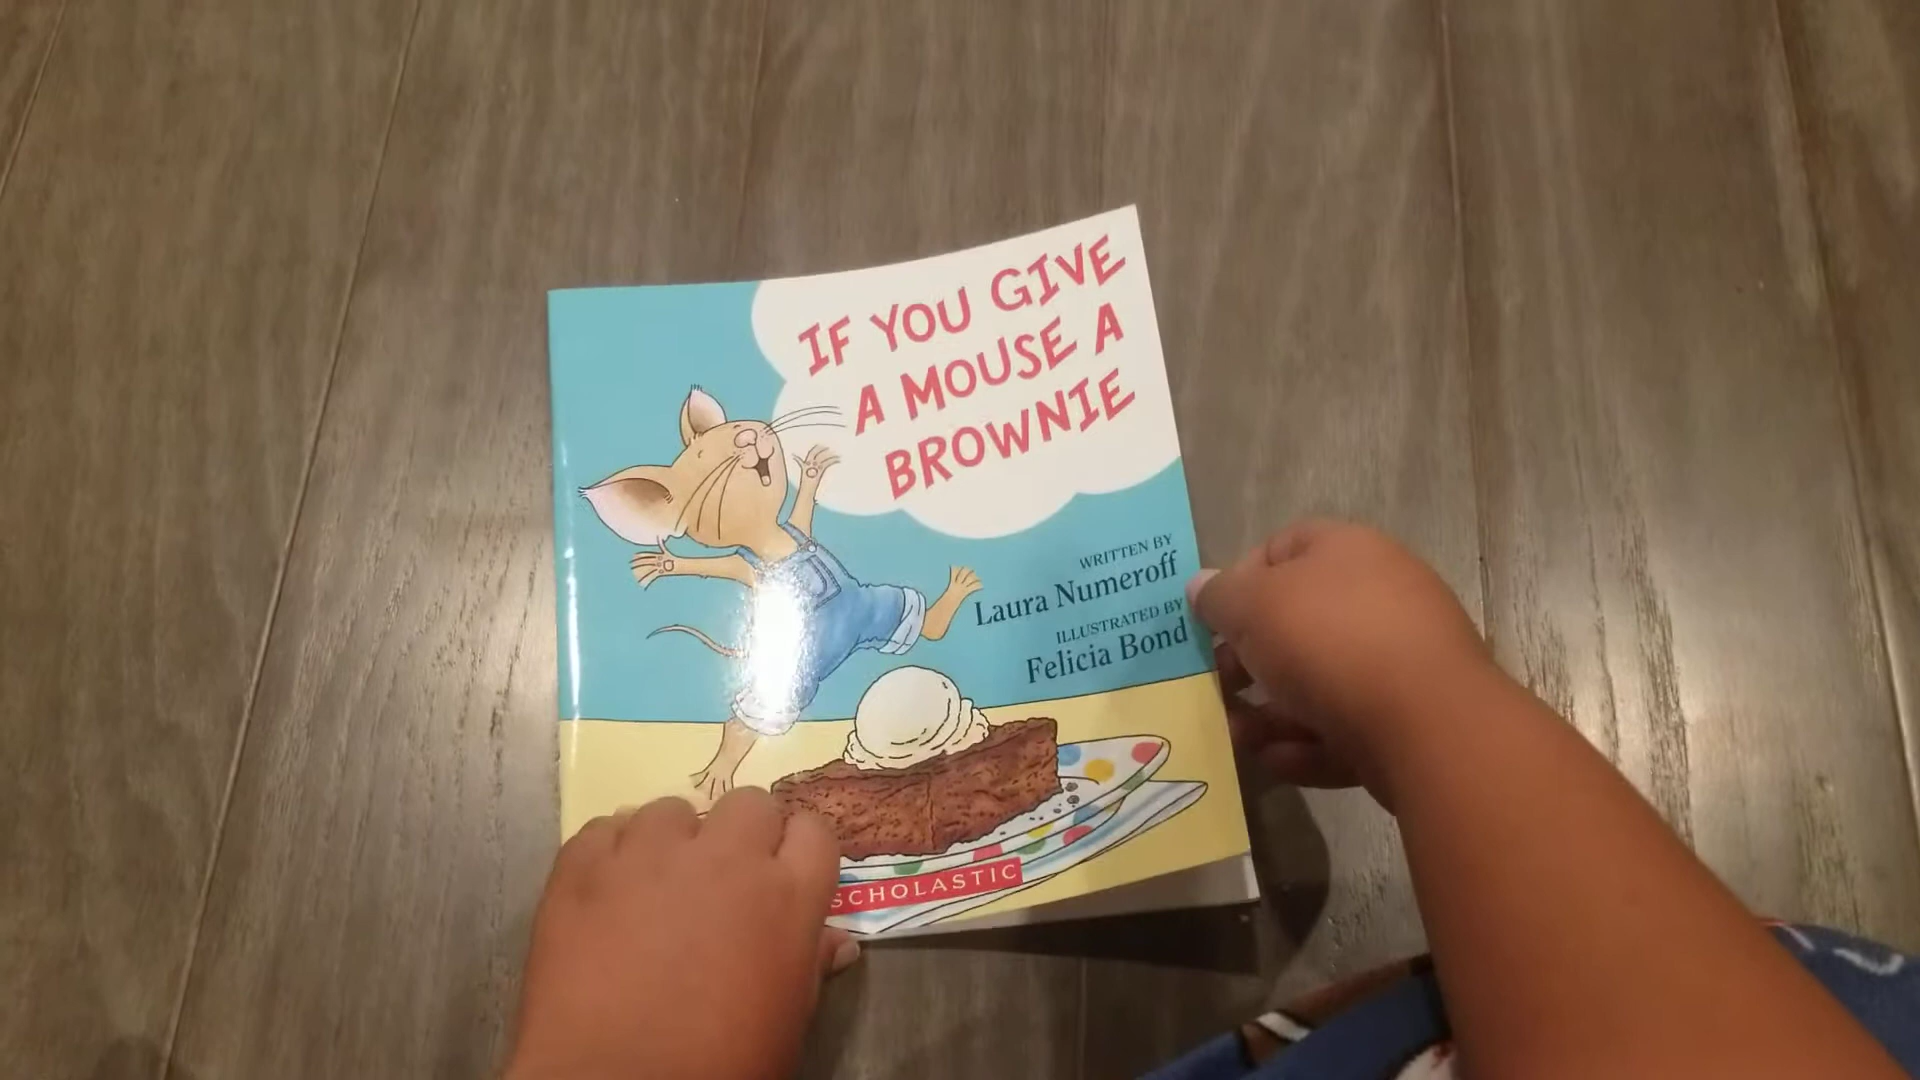 IF YOU GIVE
A MOUSE A
BROWNIE
WRITTEN BY
Laura Numeroff
ILLUSTRATED BY
Felicia Bond
SCHOLASTIC